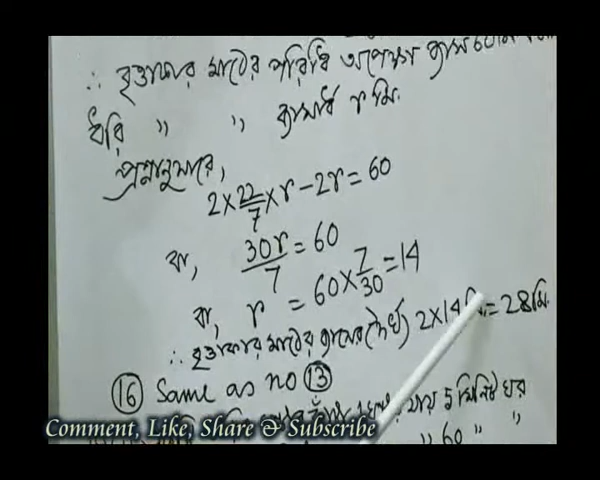 ∴ বৃত্তাকার মাঠের পরিধি অপেক্ষা ব্যাস 60মি
ধরি " " ব্যাসার্ধ r মি.
প্রশ্নানুসারে,
2 × 22/7 × r − 2r = 60
বা, 30r/7 = 60
বা, r = 60 × 7/30 = 14
∴ বৃত্তাকার মাঠের ব্যাসের দৈর্ঘ্য 2×14 = 28মি.
(16) Same as no (13)
5 মিনিট ঘর
" 60 " "
Comment, Like, Share & Subscribe